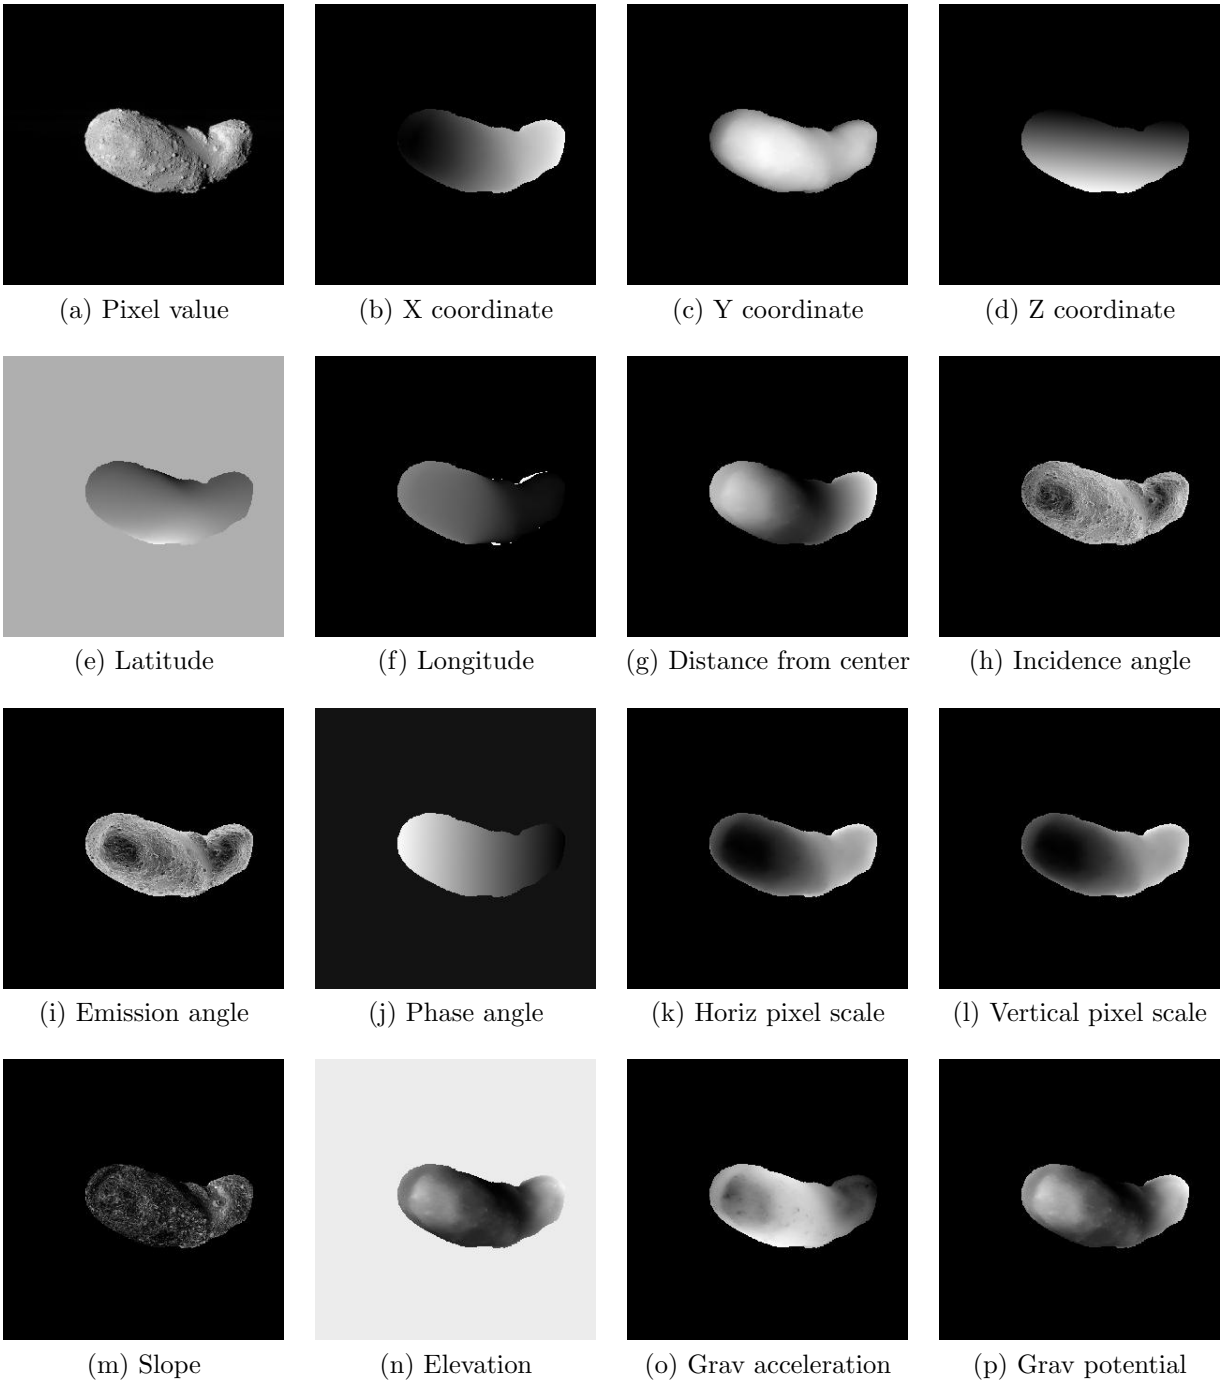 (a) Pixel value
(b) X coordinate
(c) Y coordinate
(d) Z coordinate
(e) Latitude
(f) Longitude
(g) Distance from center
(h) Incidence angle
(i) Emission angle
(j) Phase angle
(k) Horiz pixel scale
(l) Vertical pixel scale
(m) Slope
(n) Elevation
(o) Grav acceleration
(p) Grav potential